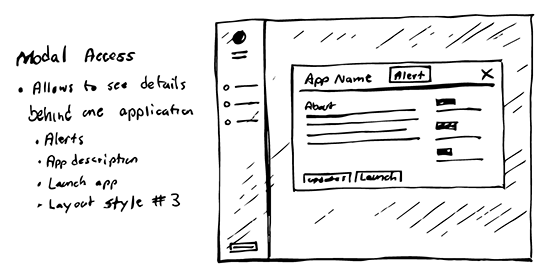 Modal Access
• Allows to see details
behind one application
• Alerts
• App description
• Launch app
• Layout style #3
App Name Alert X
About
updates Launch